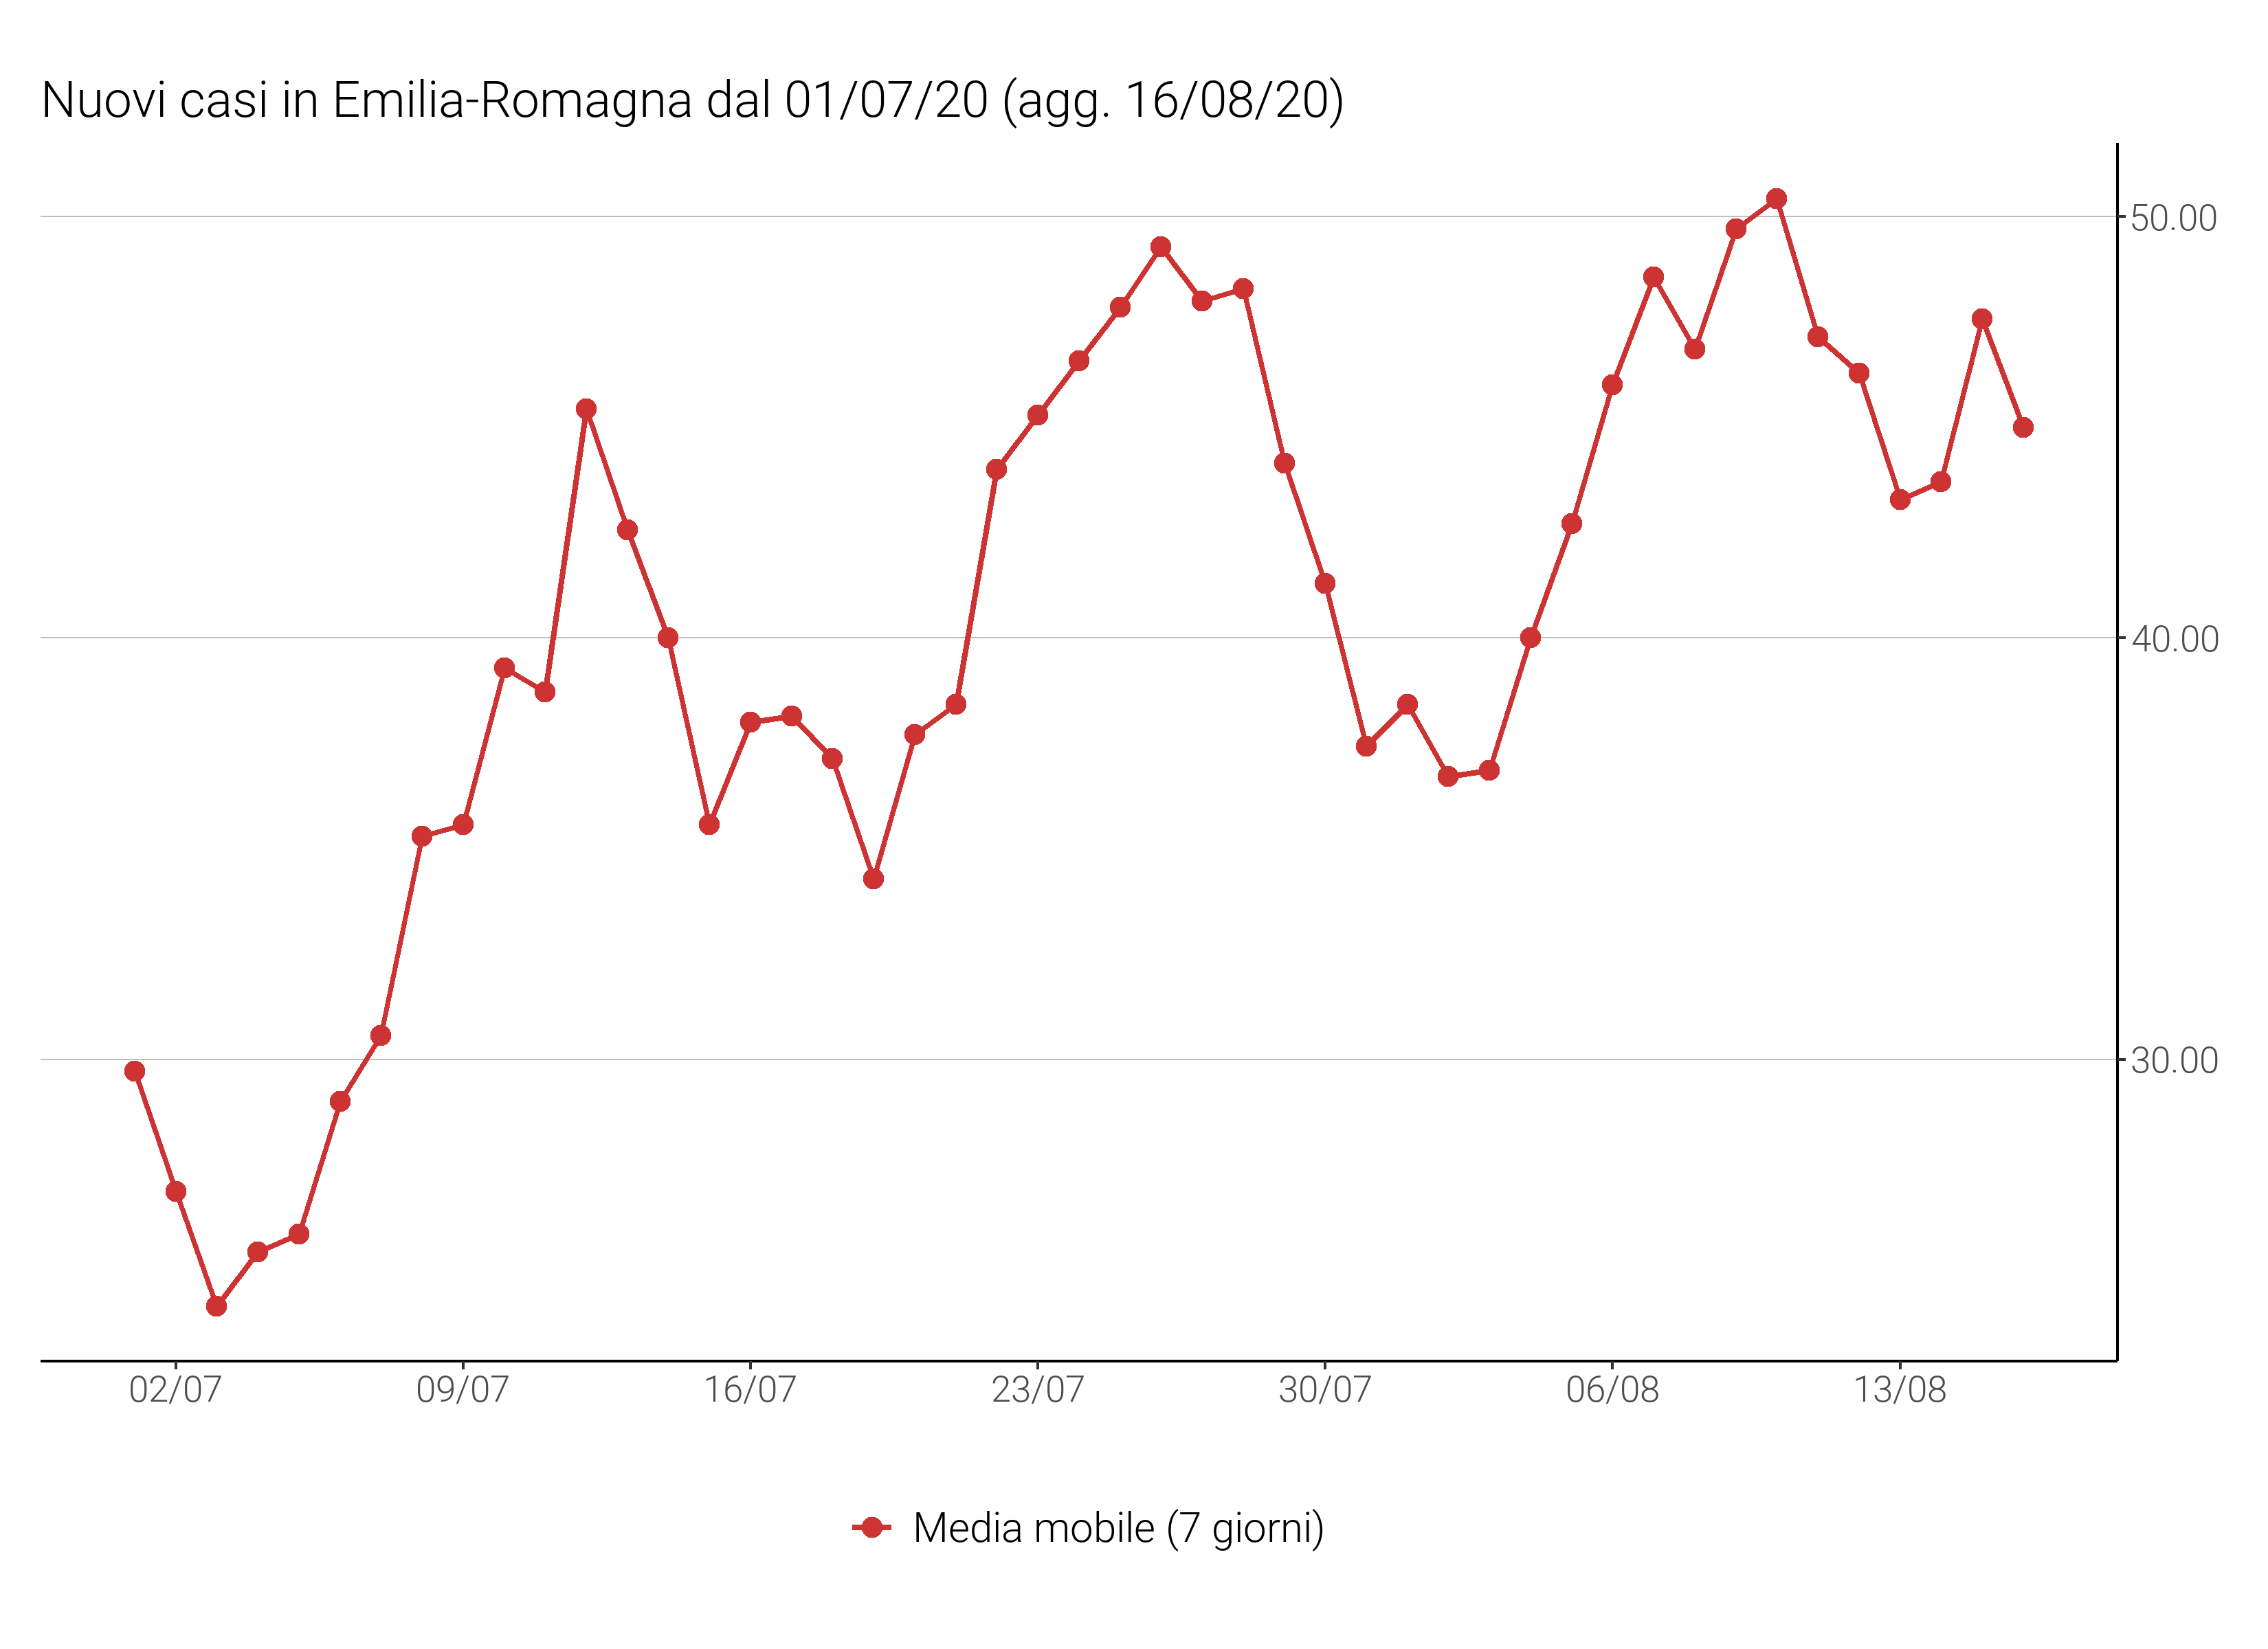 Nuovi casi in Emilia-Romagna dal 01/07/20 (agg. 16/08/20)
50.00
40.00
30.00
02/07 09/07 16/07 23/07 30/07 06/08 13/08
Media mobile (7 giorni)